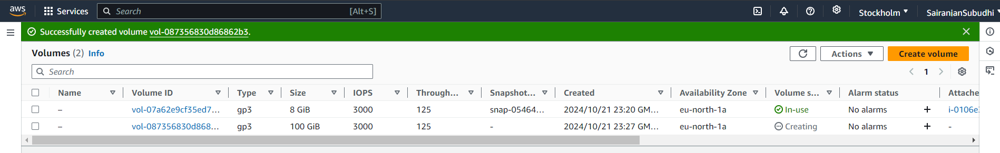 aws Services Search [Alt+S] Stockholm SairanjanSubudhi
Successfully created volume vol-087356830d86862b3.
Volumes (2) Info Actions Create volume
Search 1
Name Volume ID Type Size IOPS Through... Snapshot... Created Availability Zone Volume s... Alarm status Attache
– vol-07a62e9cf35ed7... gp3 8 GiB 3000 125 snap-05464... 2024/10/21 23:20 GM... eu-north-1a In-use No alarms + i-0106e
– vol-087356830d868... gp3 100 GiB 3000 125 - 2024/10/21 23:27 GM... eu-north-1a Creating No alarms + -